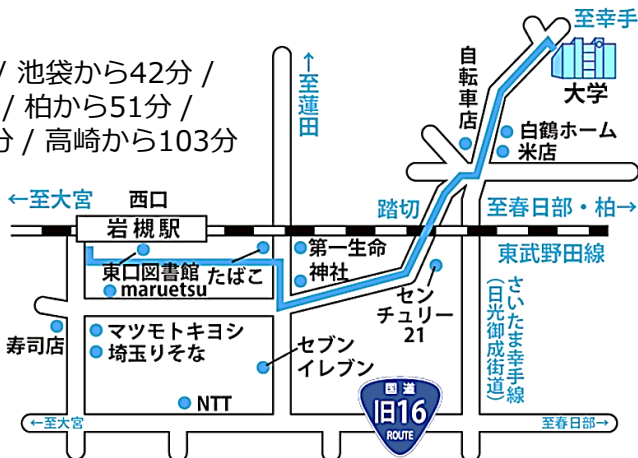 / 池袋から42分 /
/ 柏から51分 /
分 / 高崎から103分
至幸手
↑至蓮田
自転車店
大学
白鶴ホーム
米店
←至大宮
西口
踏切
至春日部・柏→
岩槻駅
東武野田線
東口図書館
たばこ
第一生命
神社
maruetsu
セン
チュリー
21
さいたま幸手線
(日光御成街道)
寿司店
マツモトキヨシ
埼玉りそな
セブン
イレブン
NTT
国道
旧16
ROUTE
←至大宮
至春日部→